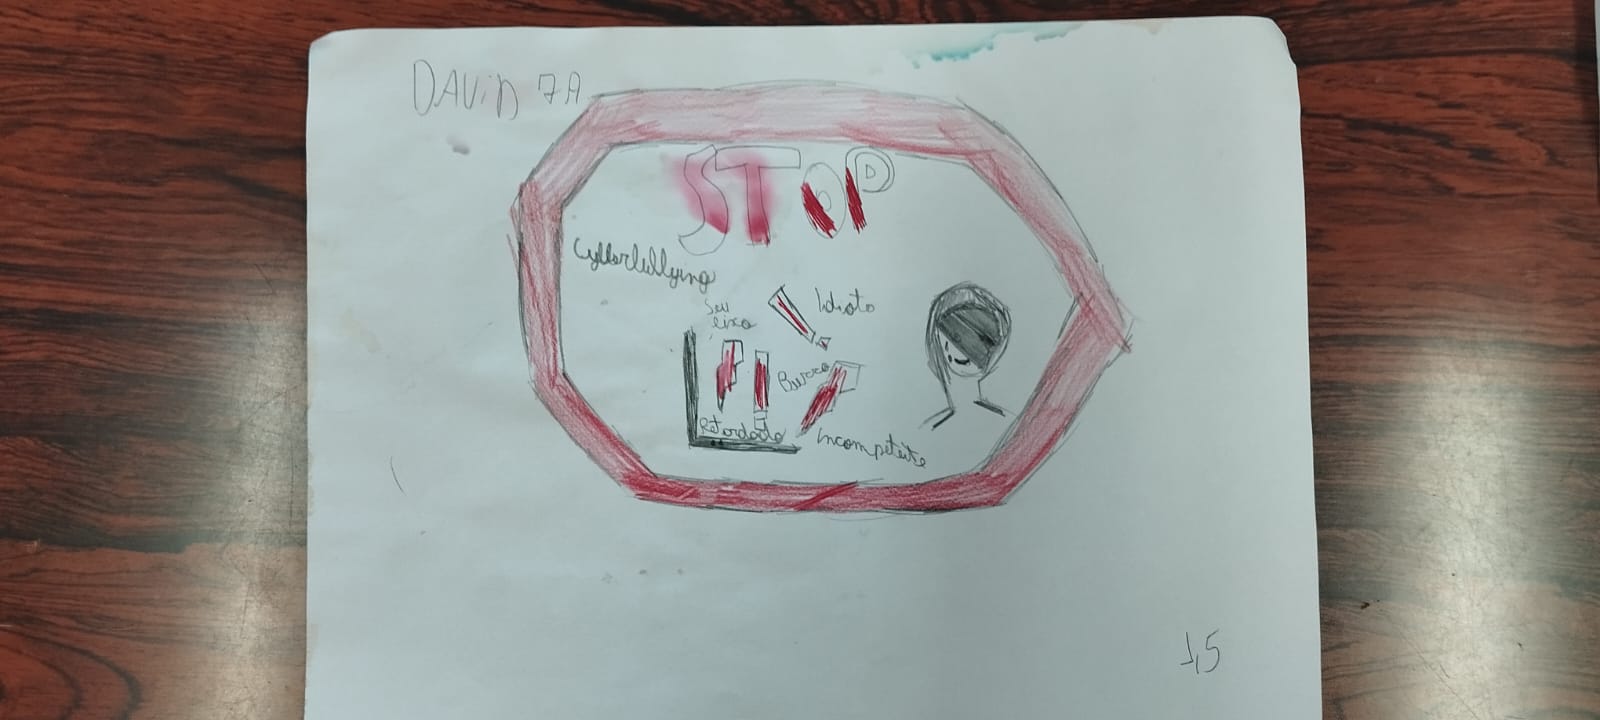 DAViD 7A
STOP
Cyberbullying
Seu
lixo
Idiota
Burro
Retardado
Incompetente
1,5